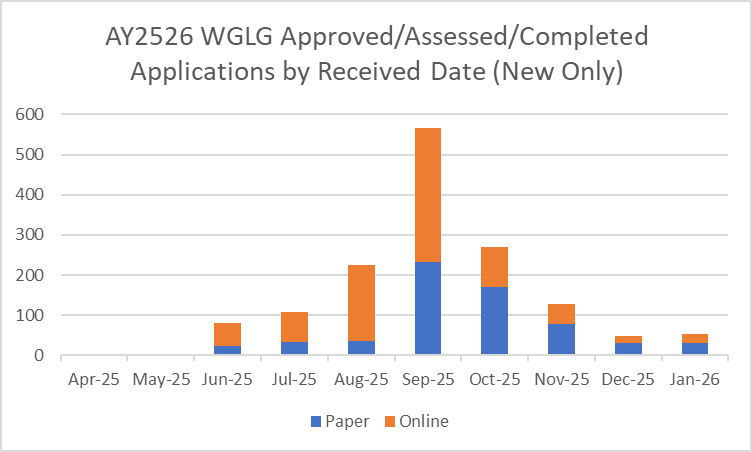 AY2526 WGLG Approved/Assessed/Completed
Applications by Received Date (New Only)
600
500
400
300
200
100
0
Apr-25 May-25 Jun-25 Jul-25 Aug-25 Sep-25 Oct-25 Nov-25 Dec-25 Jan-26
Paper Online